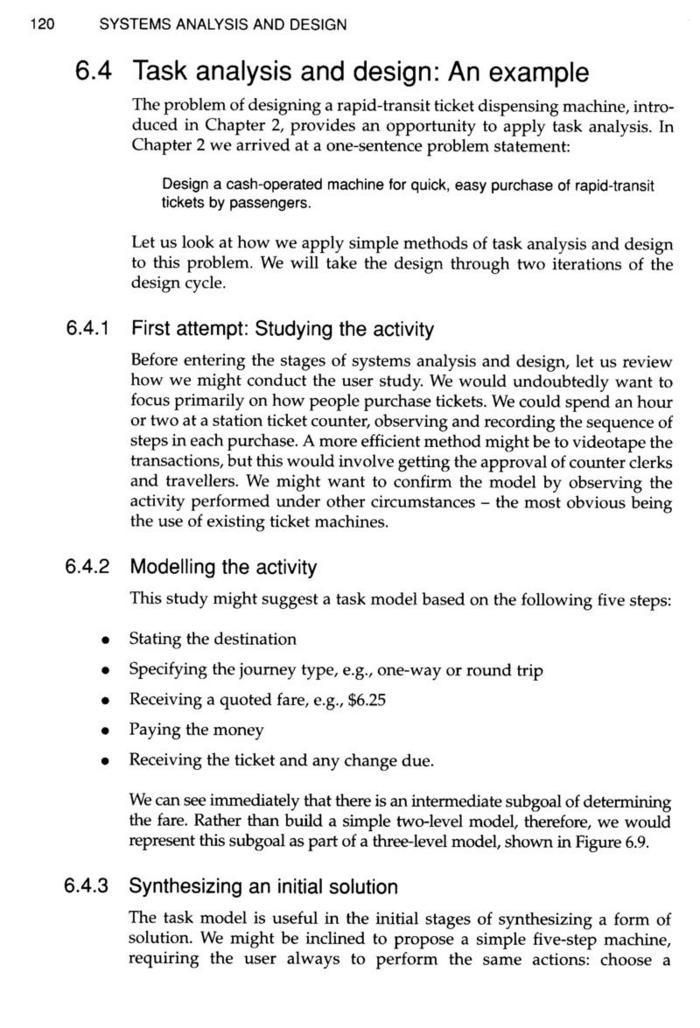 120 SYSTEMS ANALYSIS AND DESIGN
6.4 Task analysis and design: An example
The problem of designing a rapid-transit ticket dispensing machine, intro-
duced in Chapter 2, provides an opportunity to apply task analysis. In
Chapter 2 we arrived at a one-sentence problem statement:
Design a cash-operated machine for quick, easy purchase of rapid-transit
tickets by passengers.
Let us look at how we apply simple methods of task analysis and design
to this problem. We will take the design through two iterations of the
design cycle.
6.4.1 First attempt: Studying the activity
Before entering the stages of systems analysis and design, let us review
how we might conduct the user study. We would undoubtedly want to
focus primarily on how people purchase tickets. We could spend an hour
or two at a station ticket counter, observing and recording the sequence of
steps in each purchase. A more efficient method might be to videotape the
transactions, but this would involve getting the approval of counter clerks
and travellers. We might want to confirm the model by observing the
activity performed under other circumstances – the most obvious being
the use of existing ticket machines.
6.4.2 Modelling the activity
This study might suggest a task model based on the following five steps:
• Stating the destination
• Specifying the journey type, e.g., one-way or round trip
• Receiving a quoted fare, e.g., $6.25
• Paying the money
• Receiving the ticket and any change due.
We can see immediately that there is an intermediate subgoal of determining
the fare. Rather than build a simple two-level model, therefore, we would
represent this subgoal as part of a three-level model, shown in Figure 6.9.
6.4.3 Synthesizing an initial solution
The task model is useful in the initial stages of synthesizing a form of
solution. We might be inclined to propose a simple five-step machine,
requiring the user always to perform the same actions: choose a